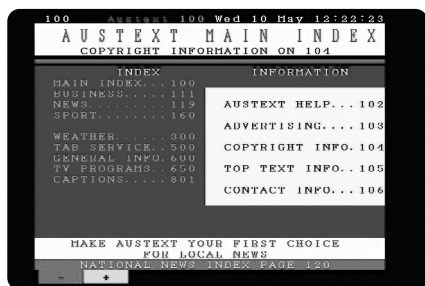 100 Austext 100 Wed 10 May 12:22:23
AUSTEXT MAIN INDEX
COPYRIGHT INFORMATION ON 104
INDEX
MAIN INDEX...100
BUSINESS.....111
NEWS.........119
SPORT........160
WEATHER......300
TAB SERVICE..500
GENERAL INFO.600
TV PROGRAMS..650
CAPTIONS.....801
INFORMATION
AUSTEXT HELP...102
ADVERTISING....103
COPYRIGHT INFO.104
TOP TEXT INFO..105
CONTACT INFO...106
MAKE AUSTEXT YOUR FIRST CHOICE
FOR LOCAL NEWS
NATIONAL NEWS INDEX PAGE 120
- +